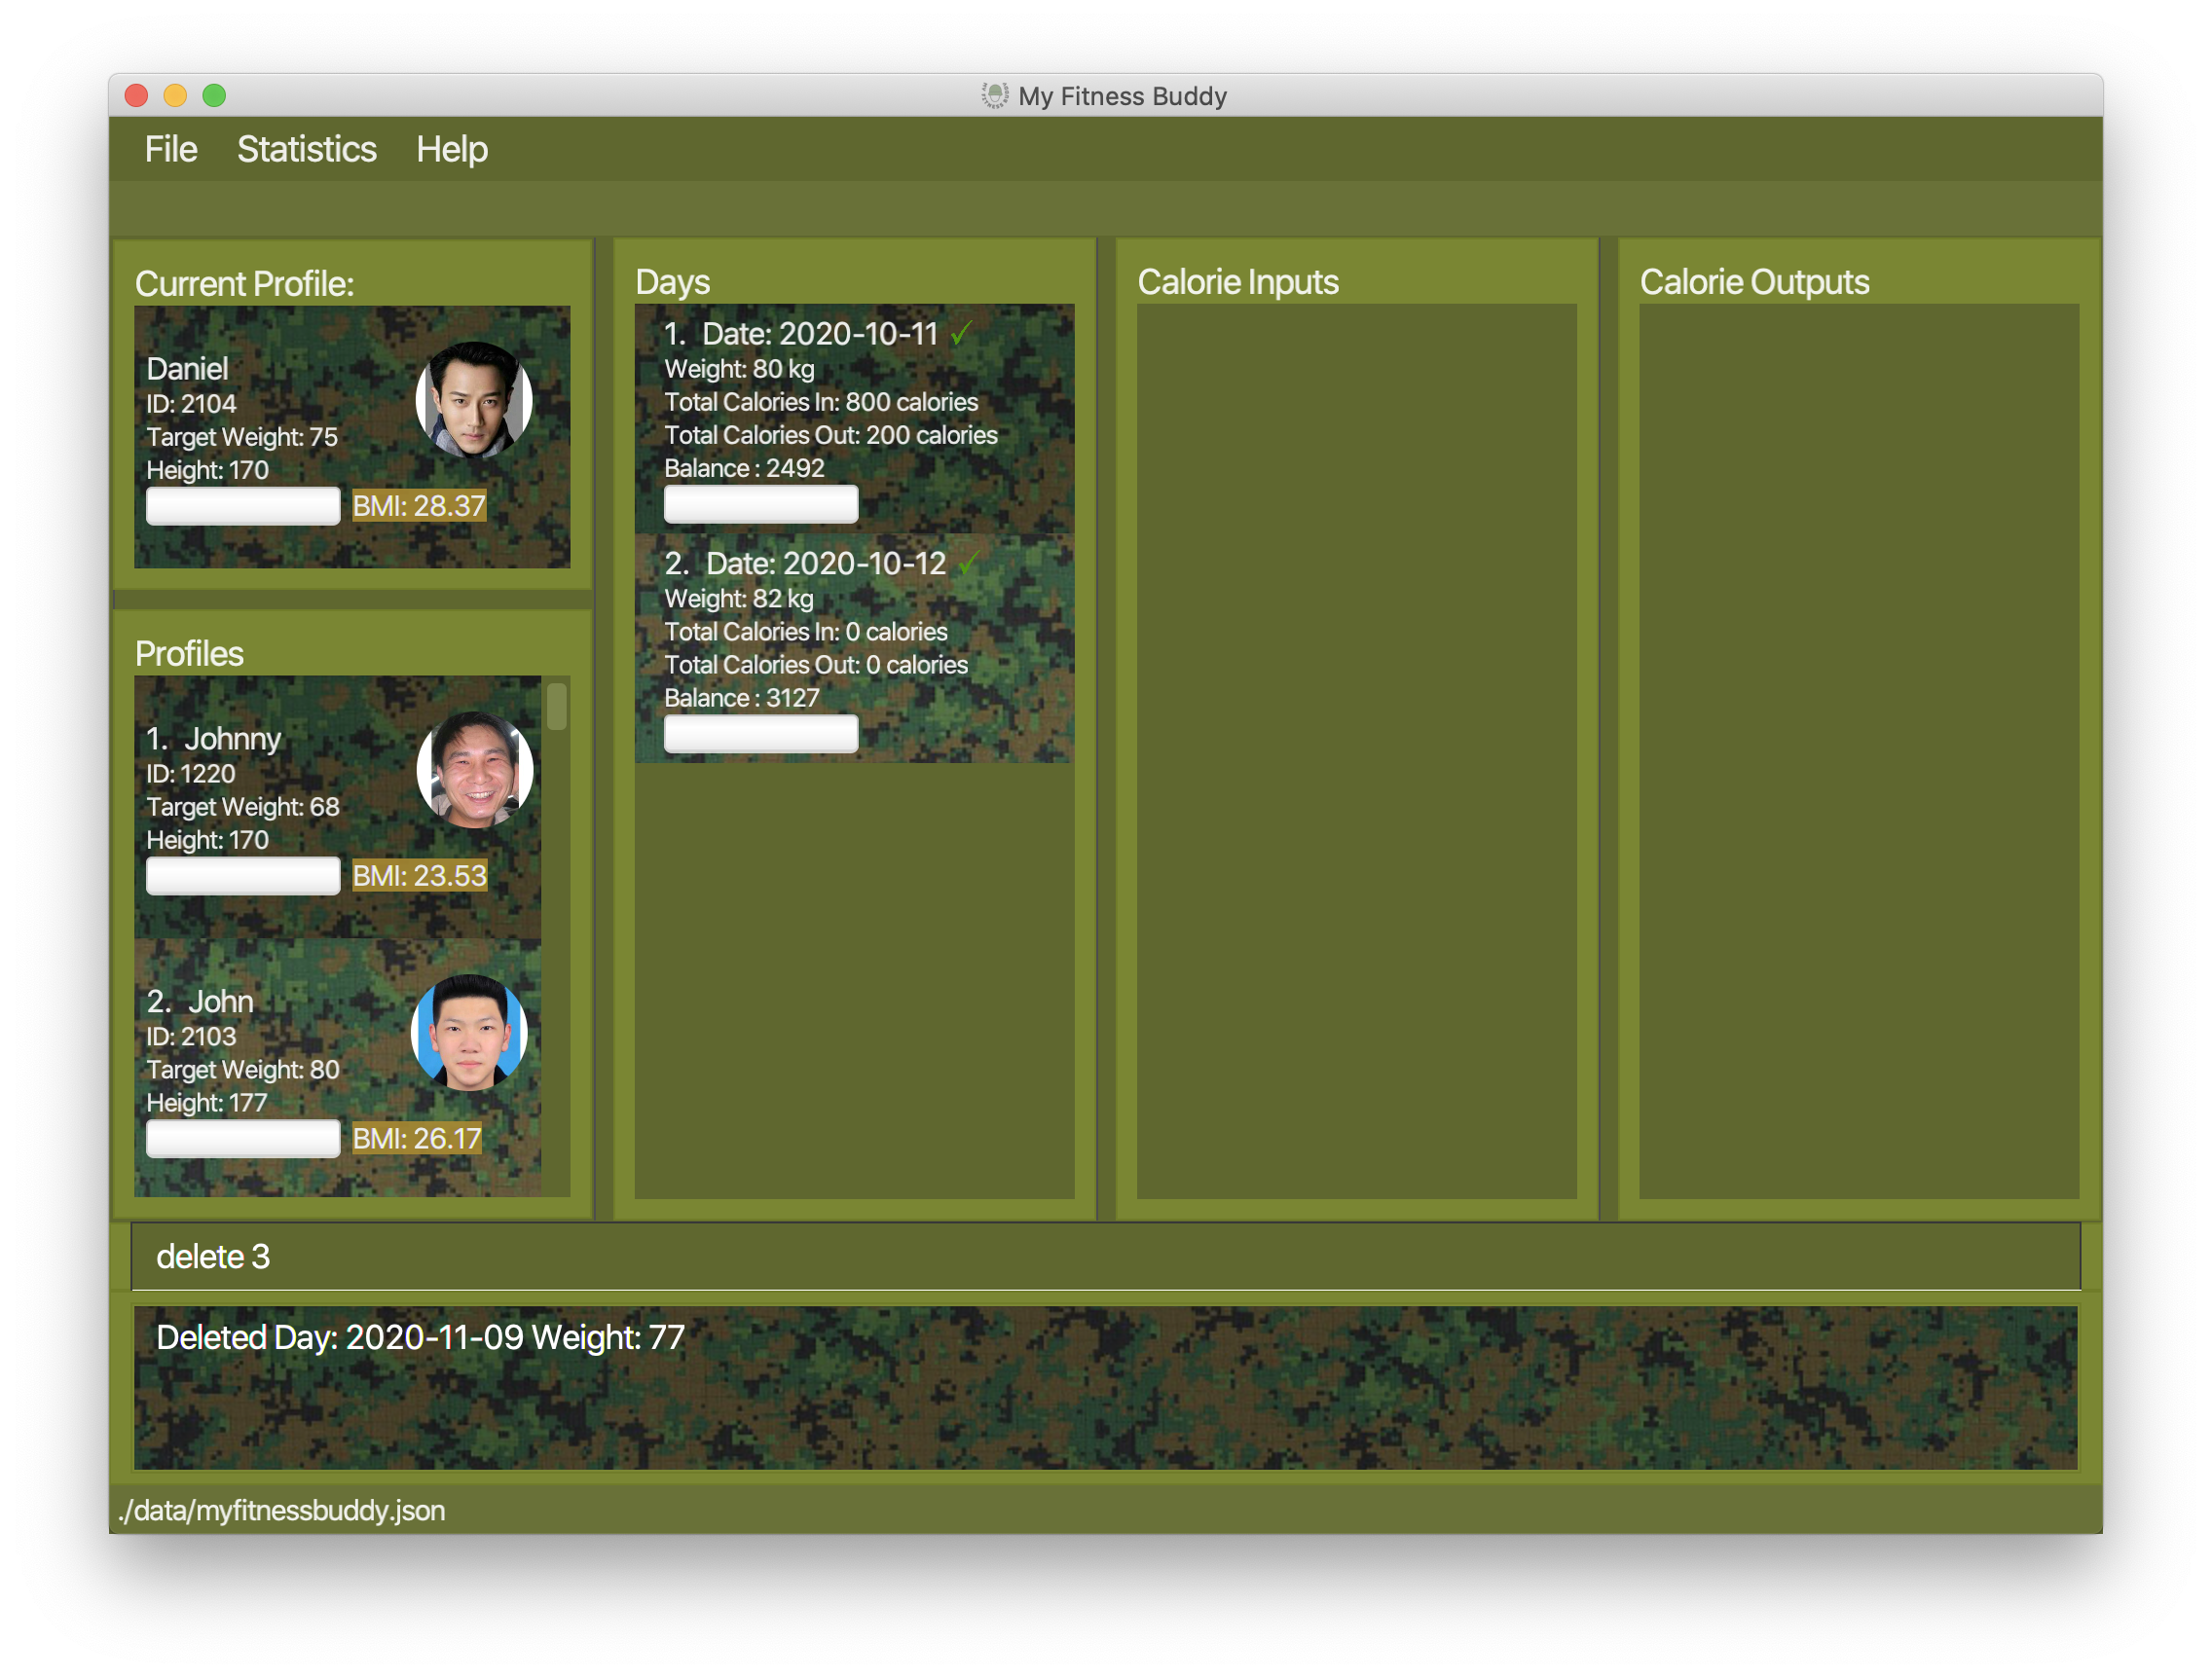 My Fitness Buddy
File Statistics Help
Current Profile:
Daniel
ID: 2104
Target Weight: 75
Height: 170
BMI: 28.37
Profiles
1. Johnny
ID: 1220
Target Weight: 68
Height: 170
BMI: 23.53
2. John
ID: 2103
Target Weight: 80
Height: 177
BMI: 26.17
Days
1. Date: 2020-10-11 ✓
Weight: 80 kg
Total Calories In: 800 calories
Total Calories Out: 200 calories
Balance : 2492
2. Date: 2020-10-12 ✓
Weight: 82 kg
Total Calories In: 0 calories
Total Calories Out: 0 calories
Balance : 3127
Calorie Inputs
Calorie Outputs
delete 3
Deleted Day: 2020-11-09 Weight: 77
./data/myfitnessbuddy.json